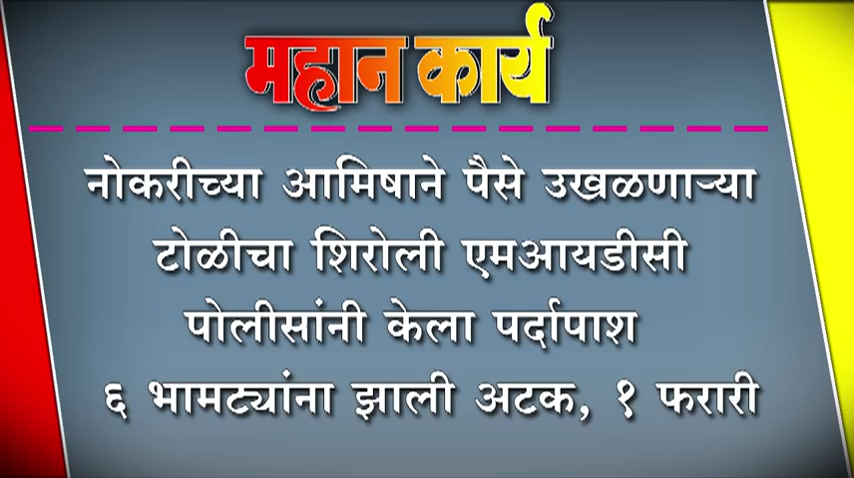 महान कार्य
नोकरीच्या आमिषाने पैसे उखळणाऱ्या
टोळीचा शिरोली एमआयडीसी
पोलीसांनी केला पर्दापाश
६ भामट्यांना झाली अटक, १ फरारी